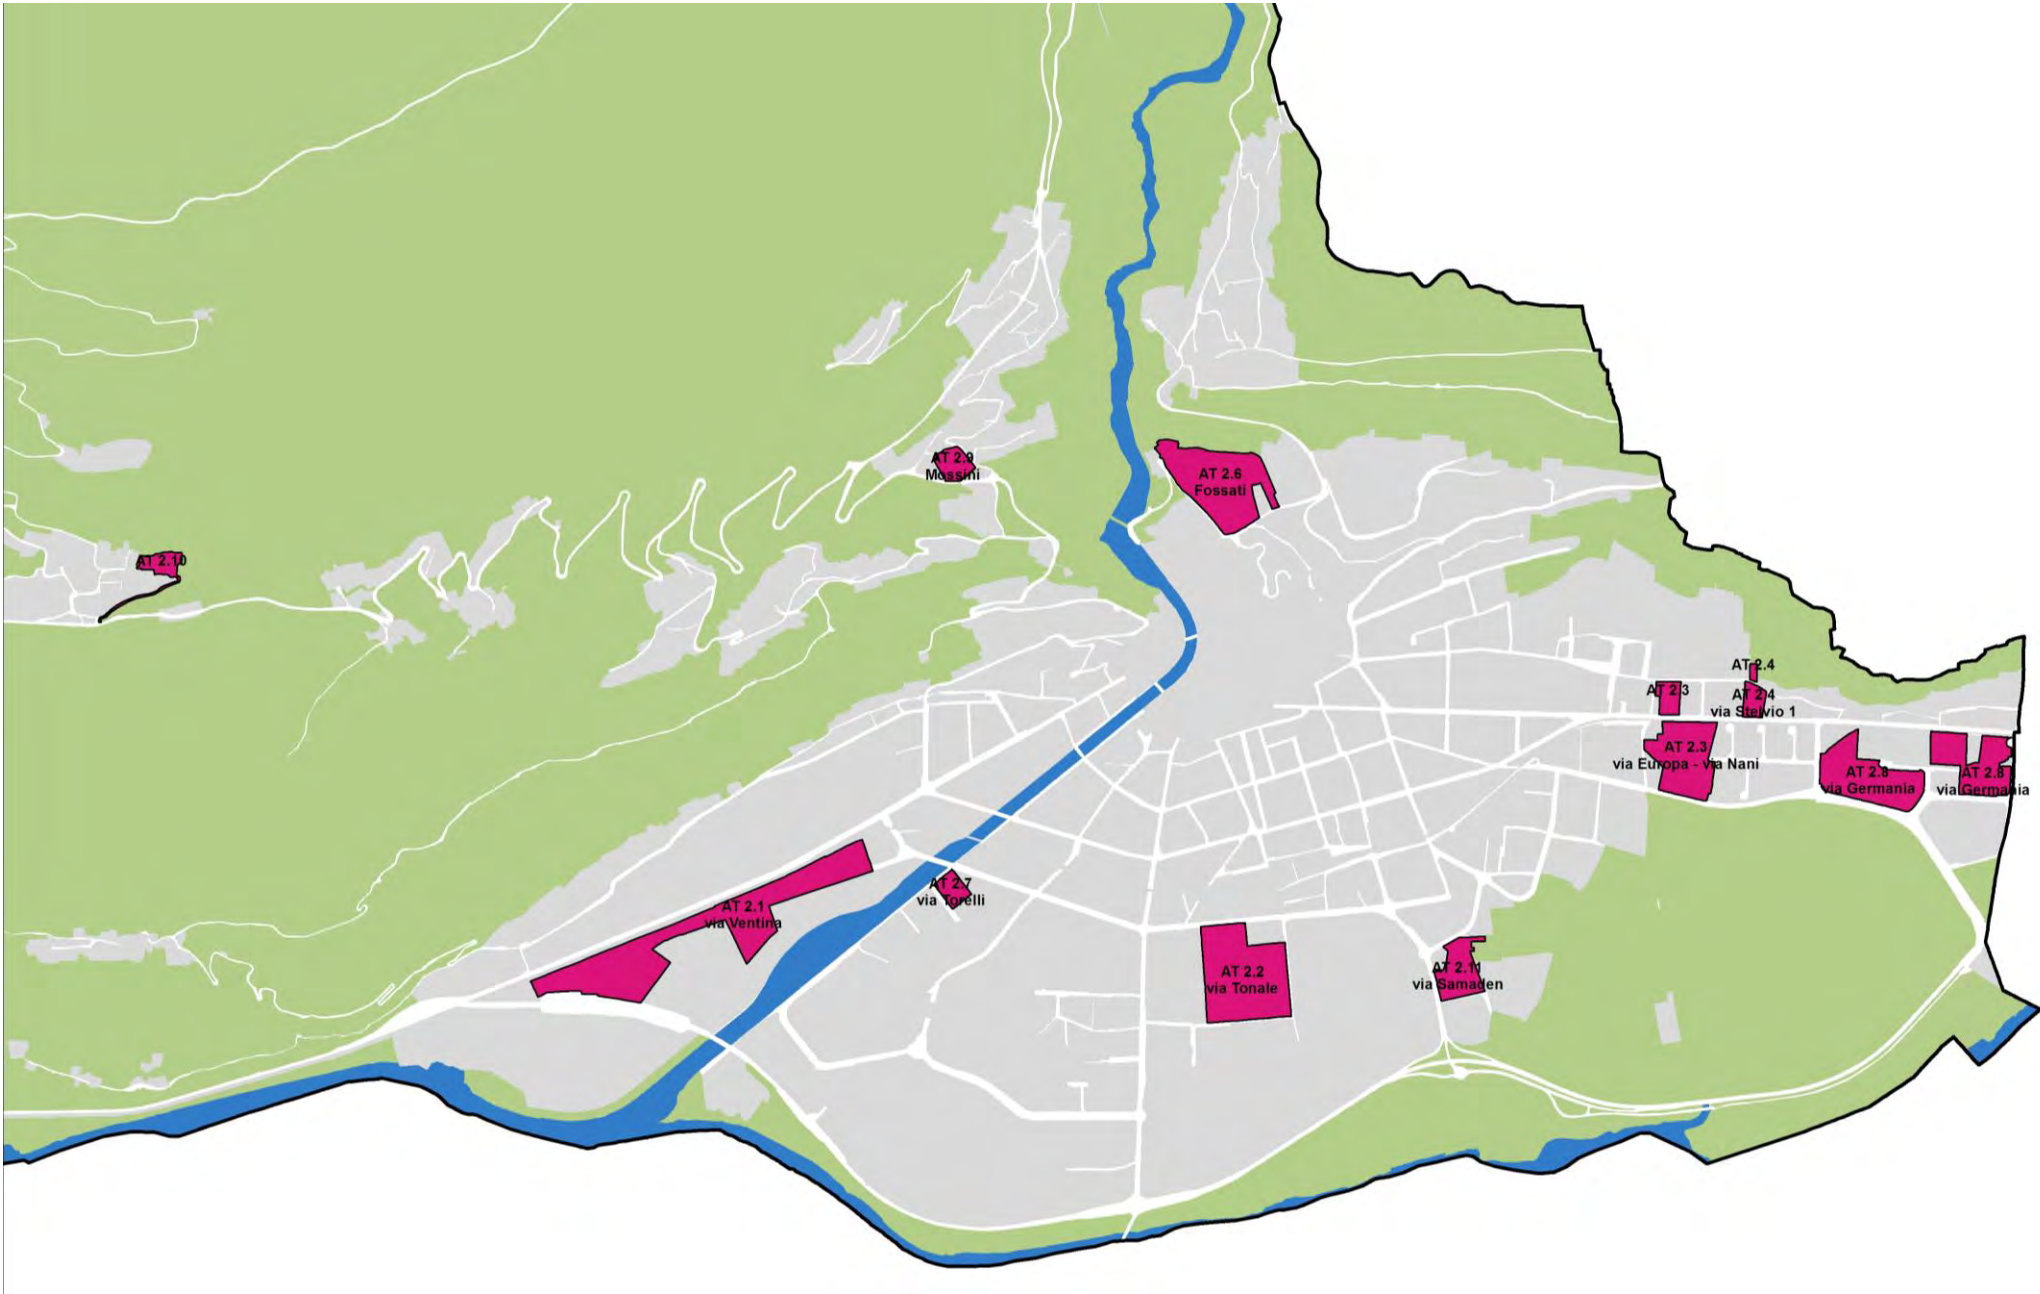 AT 2.9
Mossini
AT 2.6
Fossati
AT 2.10
AT 2.4
AT 2.3
AT 2.4
via Stelvio 1
AT 2.3
via Europa - via Nani
AT 2.8
via Germania
AT 2.8
via Germania
AT 2.7
via Torelli
AT 2.1
via Ventina
AT 2.2
via Tonale
AT 2.11
via Samaden